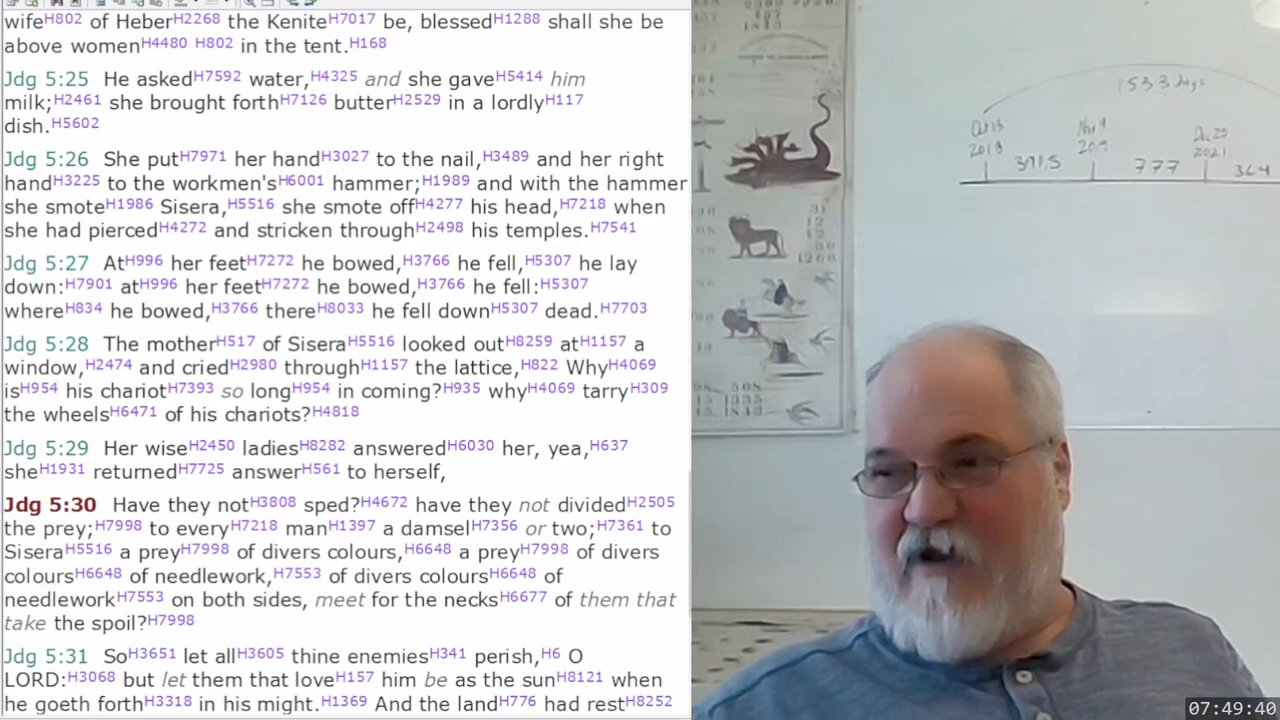 wifeH802 of HeberH2268 the KeniteH7017 be, blessedH1288 shall she be
above womenH4480 H802 in the tent.H168
Jdg 5:25 He askedH7592 water,H4325 and she gaveH5414 him
milk;H2461 she brought forthH7126 butterH2529 in a lordlyH117
dish.H5602
Jdg 5:26 She putH7971 her handH3027 to the nail,H3489 and her right
handH3225 to the workmen'sH6001 hammer;H1989 and with the hammer
she smoteH1986 Sisera,H5516 she smote offH4277 his head,H7218 when
she had piercedH4272 and stricken throughH2498 his temples.H7541
Jdg 5:27 AtH996 her feetH7272 he bowed,H3766 he fell,H5307 he lay
down:H7901 atH996 her feetH7272 he bowed,H3766 he fell:H5307
whereH834 he bowed,H3766 thereH8033 he fell downH5307 dead.H7703
Jdg 5:28 The motherH517 of SiseraH5516 looked outH8259 atH1157 a
window,H2474 and criedH2980 throughH1157 the lattice,H822 WhyH4069
isH954 his chariotH7393 so longH954 in coming?H935 whyH4069 tarryH309
the wheelsH6471 of his chariots?H4818
Jdg 5:29 Her wiseH2450 ladiesH8282 answeredH6030 her, yea,H637
sheH1931 returnedH7725 answerH561 to herself,
Jdg 5:30 Have they notH3808 sped?H4672 have they not dividedH2505
the prey;H7998 to everyH7218 manH1397 a damselH7356 or two;H7361 to
SiseraH5516 a preyH7998 of divers colours,H6648 a preyH7998 of divers
coloursH6648 of needlework,H7553 of divers coloursH6648 of
needleworkH7553 on both sides, meet for the necksH6677 of them that
take the spoil?H7998
Jdg 5:31 SoH3651 let allH3605 thine enemiesH341 perish,H6 O
LORD:H3068 but let them that loveH157 him be as the sunH8121 when
he goeth forthH3318 in his might.H1369 And the landH776 had restH8252
1533 days
2018
391,5
777
2021
364
1335
1843
07:49:40